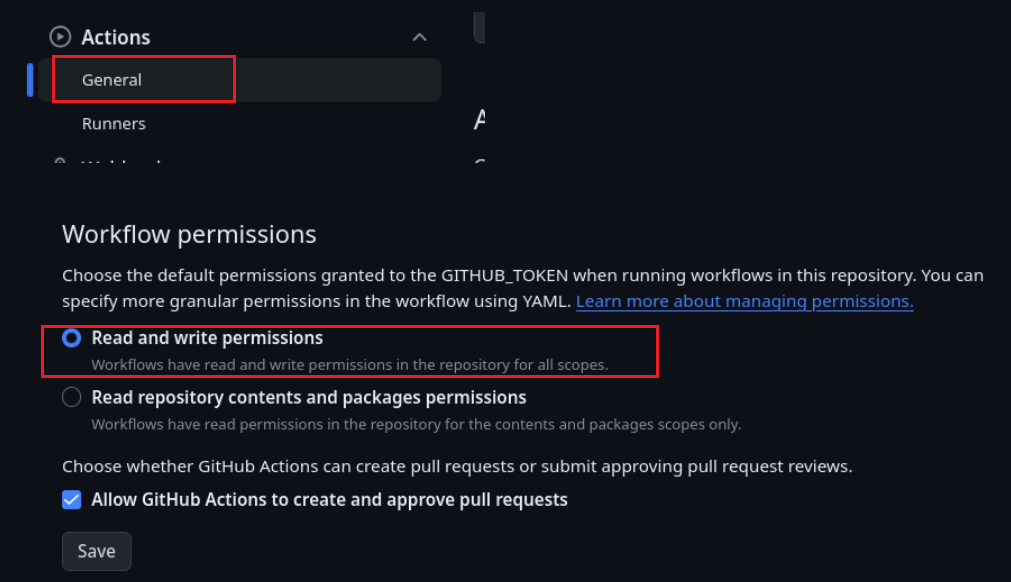 Actions
General
Runners
Workflow permissions
Choose the default permissions granted to the GITHUB_TOKEN when running workflows in this repository. You can
specify more granular permissions in the workflow using YAML. Learn more about managing permissions.
Read and write permissions
Workflows have read and write permissions in the repository for all scopes.
Read repository contents and packages permissions
Workflows have read permissions in the repository for the contents and packages scopes only.
Choose whether GitHub Actions can create pull requests or submit approving pull request reviews.
Allow GitHub Actions to create and approve pull requests
Save